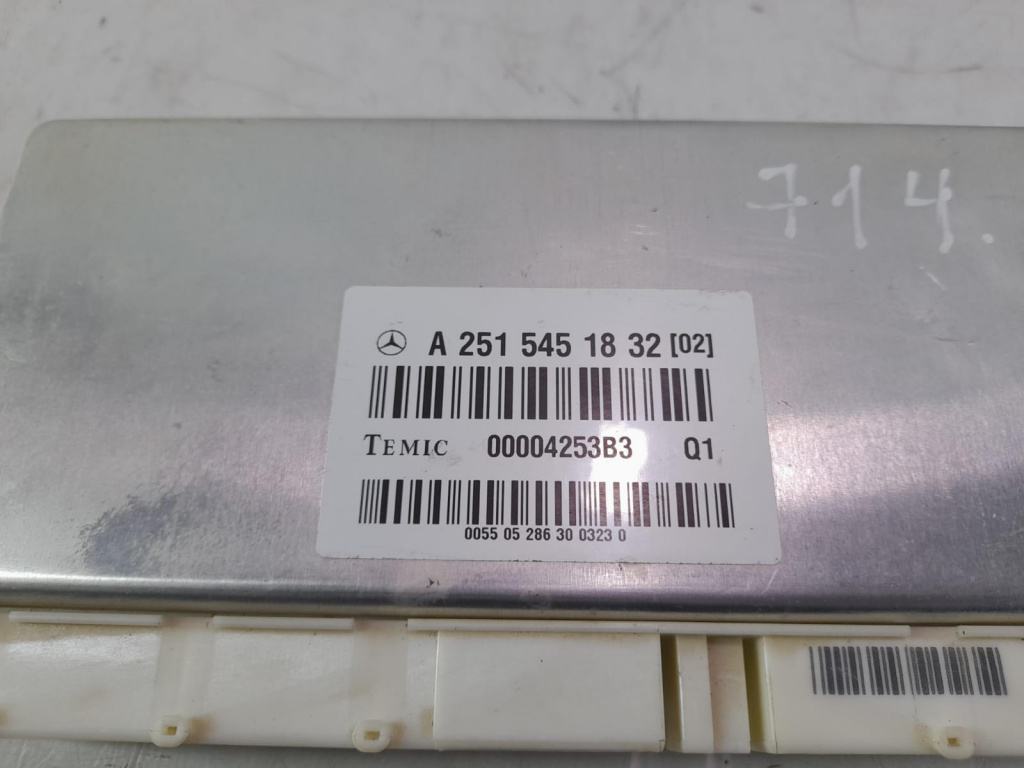 714.
A 251 545 18 32 [02]
TEMIC 00004253B3 Q1
0055 05 286 30 0323 0